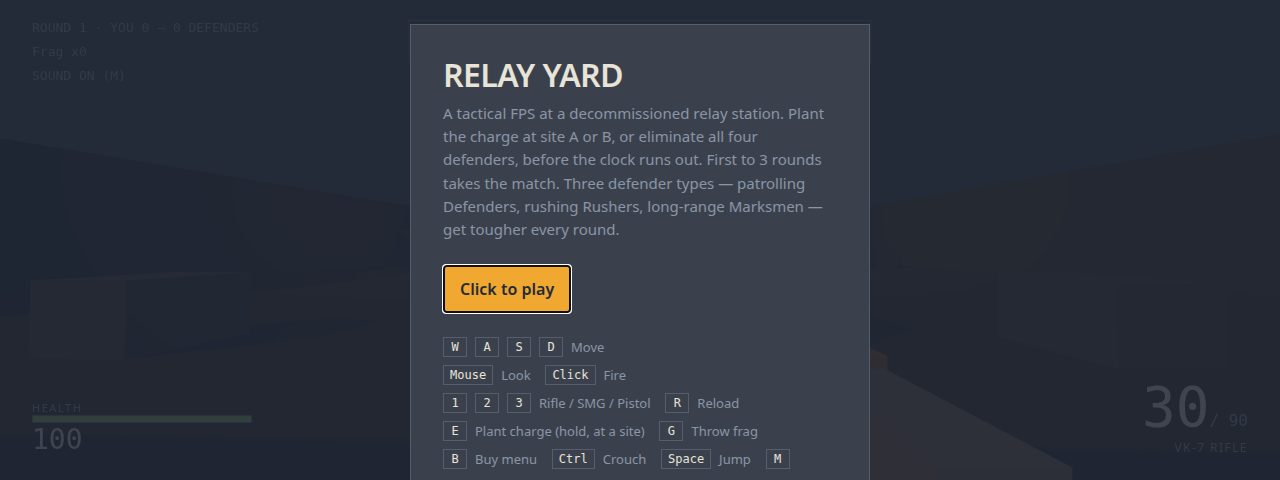 ROUND 1 · YOU 0 — 0 DEFENDERS
Frag x0
SOUND ON (M)
RELAY YARD
A tactical FPS at a decommissioned relay station. Plant
the charge at site A or B, or eliminate all four
defenders, before the clock runs out. First to 3 rounds
takes the match. Three defender types — patrolling
Defenders, rushing Rushers, long-range Marksmen —
get tougher every round.
Click to play
W A S D Move
Mouse Look Click Fire
1 2 3 Rifle / SMG / Pistol R Reload
E Plant charge (hold, at a site) G Throw frag
B Buy menu Ctrl Crouch Space Jump M
HEALTH
100
30 / 90
VK-7 RIFLE